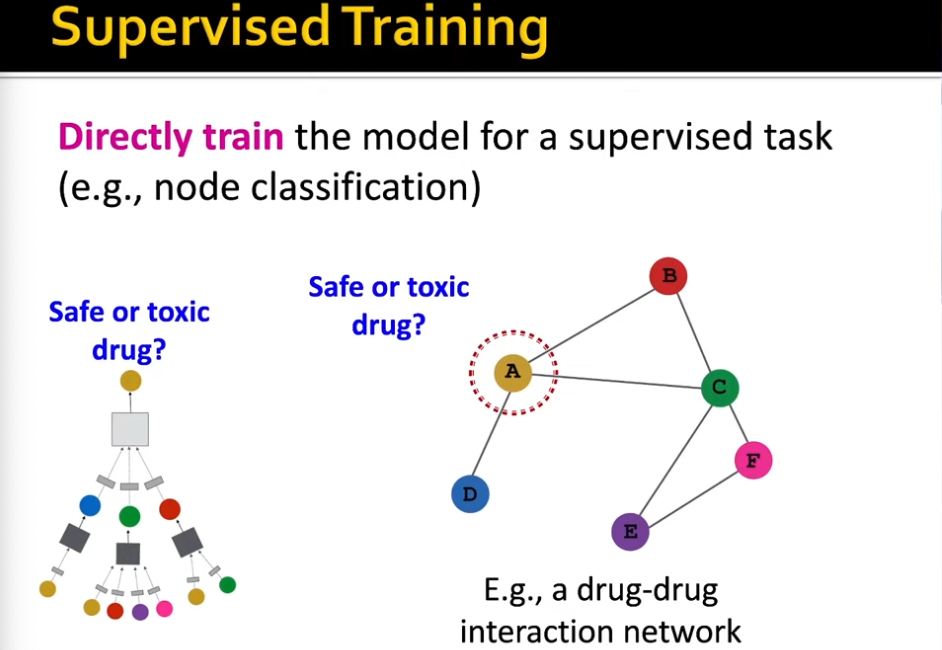 Supervised Training
Directly train the model for a supervised task
(e.g., node classification)
Safe or toxic
drug?
Safe or toxic
drug?
B
A
C
F
D
E
E.g., a drug-drug
interaction network